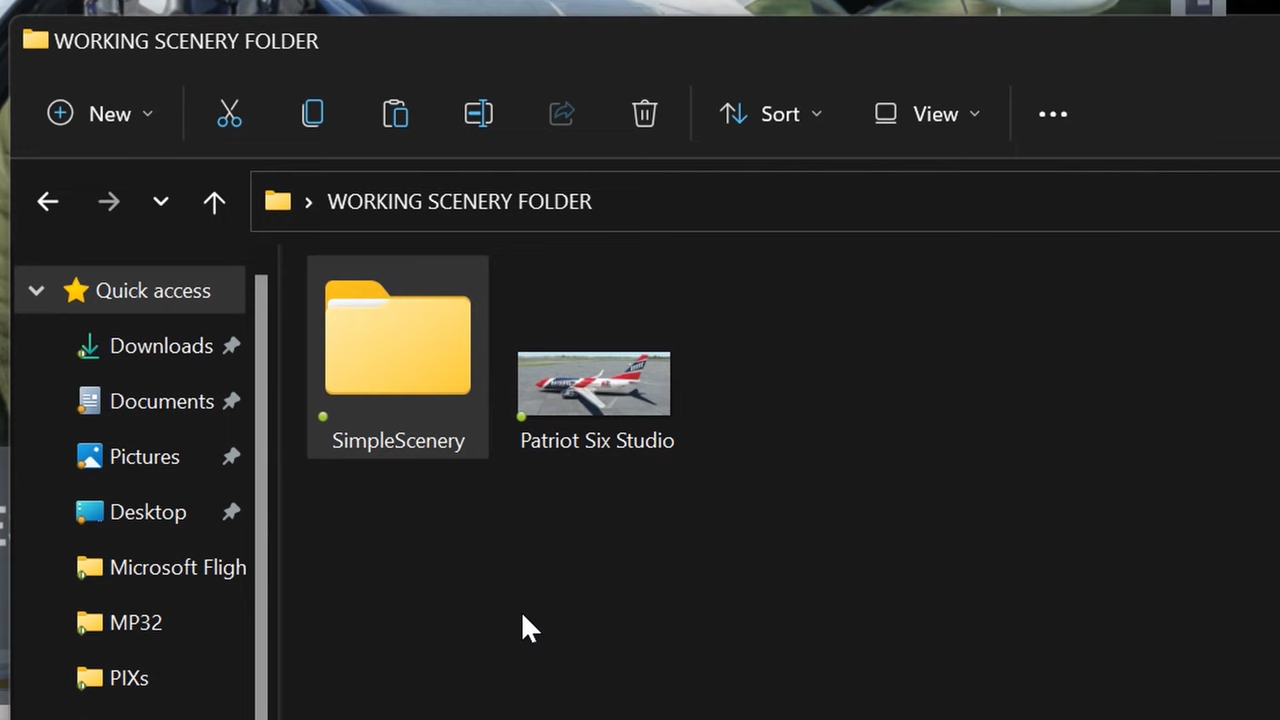 WORKING SCENERY FOLDER
New
Sort
View
WORKING SCENERY FOLDER
Quick access
Downloads
Documents
Pictures
Desktop
Microsoft Fligh
MP32
PIXs
SimpleScenery
Patriot Six Studio